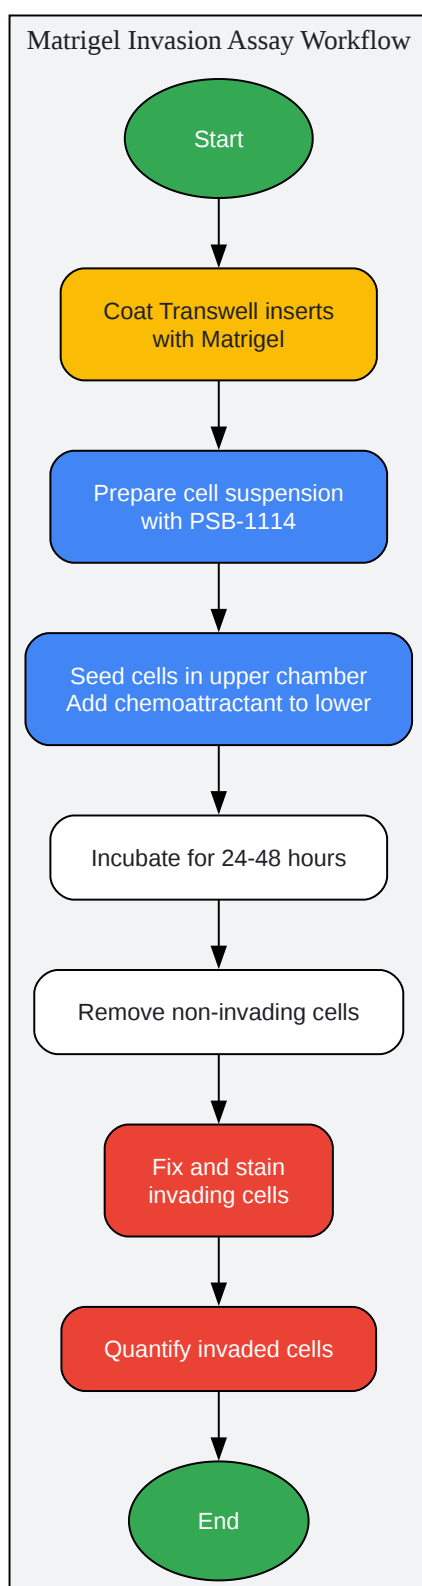 Matrigel Invasion Assay Workflow
Start
Coat Transwell inserts
with Matrigel
Prepare cell suspension
with PSB-1114
Seed cells in upper chamber
Add chemoattractant to lower
Incubate for 24-48 hours
Remove non-invading cells
Fix and stain
invading cells
Quantify invaded cells
End